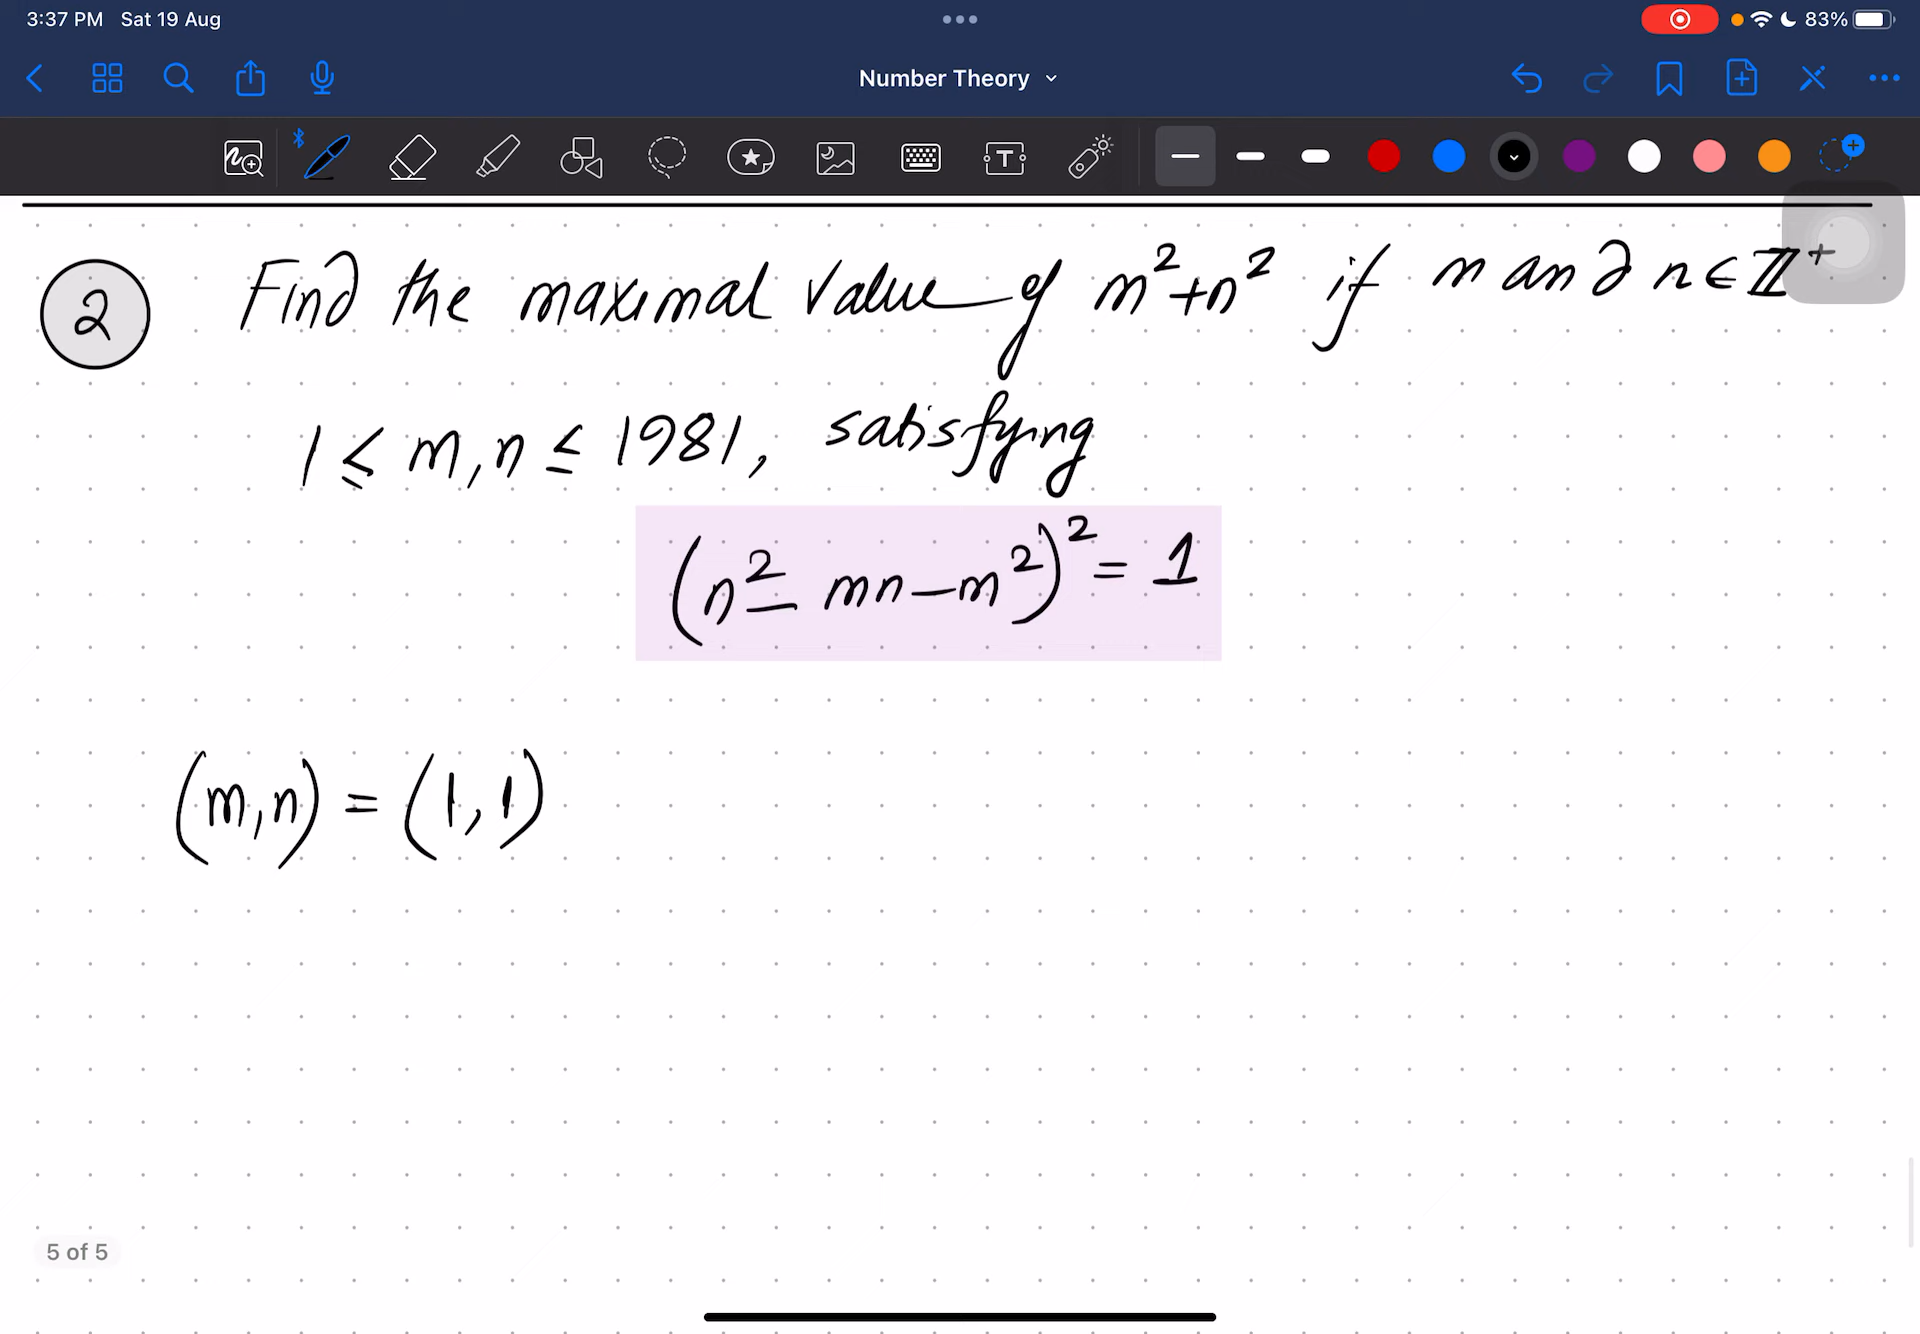 3:37 PM Sat 19 Aug
83%
Number Theory
T
2 Find the maximal value of m²+n² if m and n ∈ ℤ⁺
1 ≤ m,n ≤ 1981, satisfying
(n² − mn − m²)² = 1
(m,n) = (1,1)
5 of 5